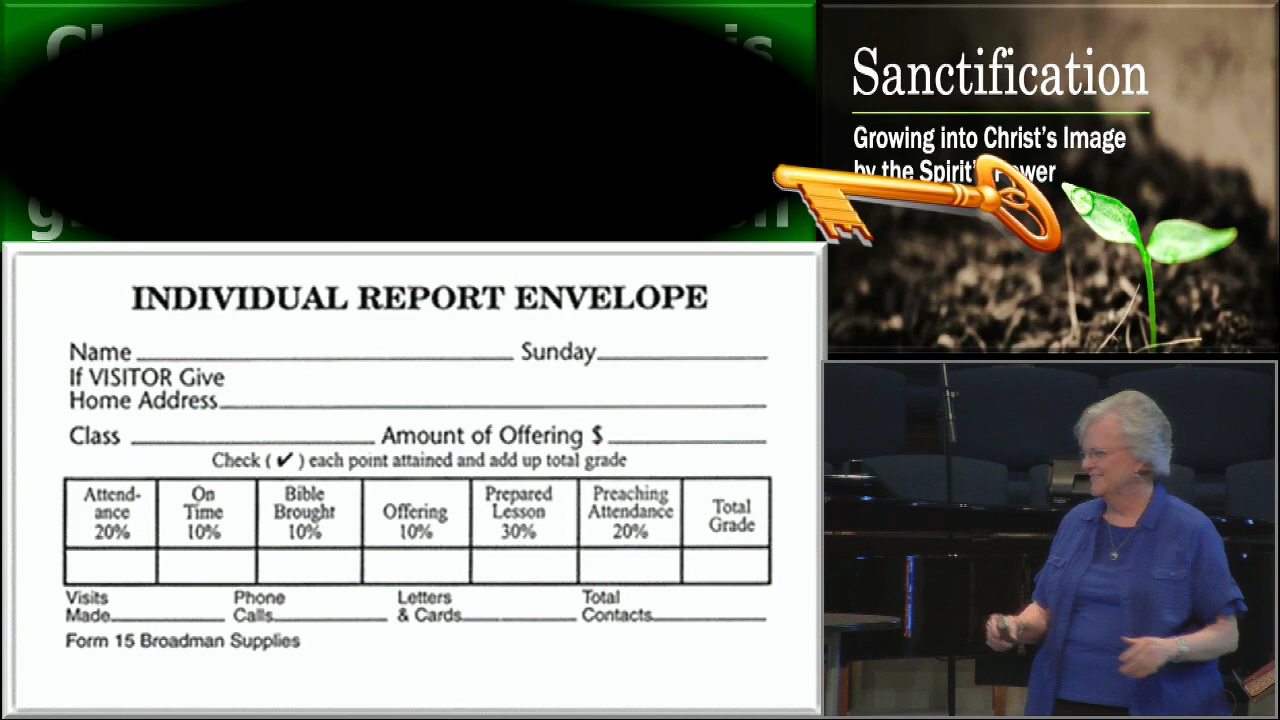 is
Sanctification
Growing into Christ's Image
by the
INDIVIDUAL REPORT ENVELOPE
Name Sunday
If VISITOR Give
Home Address
Class Amount of Offering $
Check ( ✔ ) each point attained and add up total grade
Attend-
ance
20%
On
Time
10%
Bible
Brought
10%
Offering
10%
Prepared
Lesson
30%
Preaching
Attendance
20%
Total
Grade
Visits
Made
Phone
Calls
Letters
& Cards
Total
Contacts
Form 15 Broadman Supplies